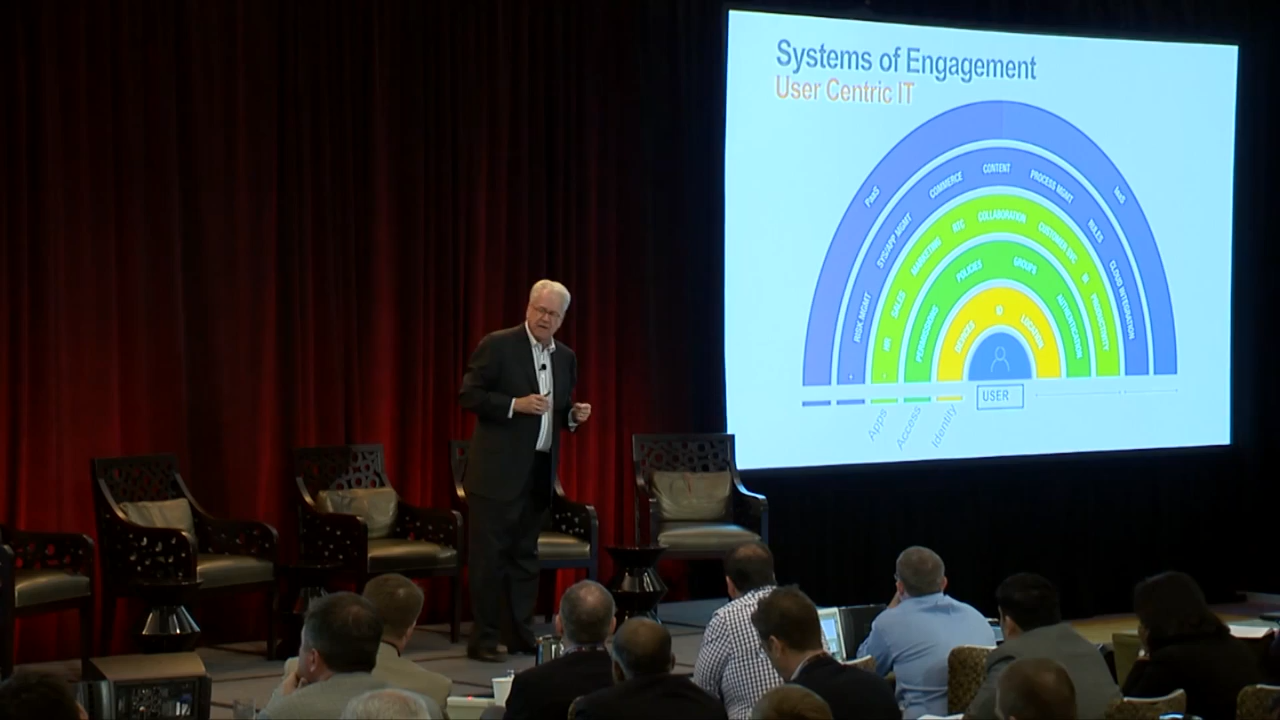 Systems of Engagement
User Centric IT
PaaS IaaS
RISK MGMT SYS/APP MGMT COMMERCE CONTENT PROCESS MGMT RULES CLOUD INTEGRATION
HR SALES MARKETING B2C COLLABORATION CUSTOMER SVC BI PRODUCTIVITY
PERMISSIONS POLICIES GROUPS AUTHENTICATION
DEVICES ID LOCATION
USER
Apps
Access
Identity